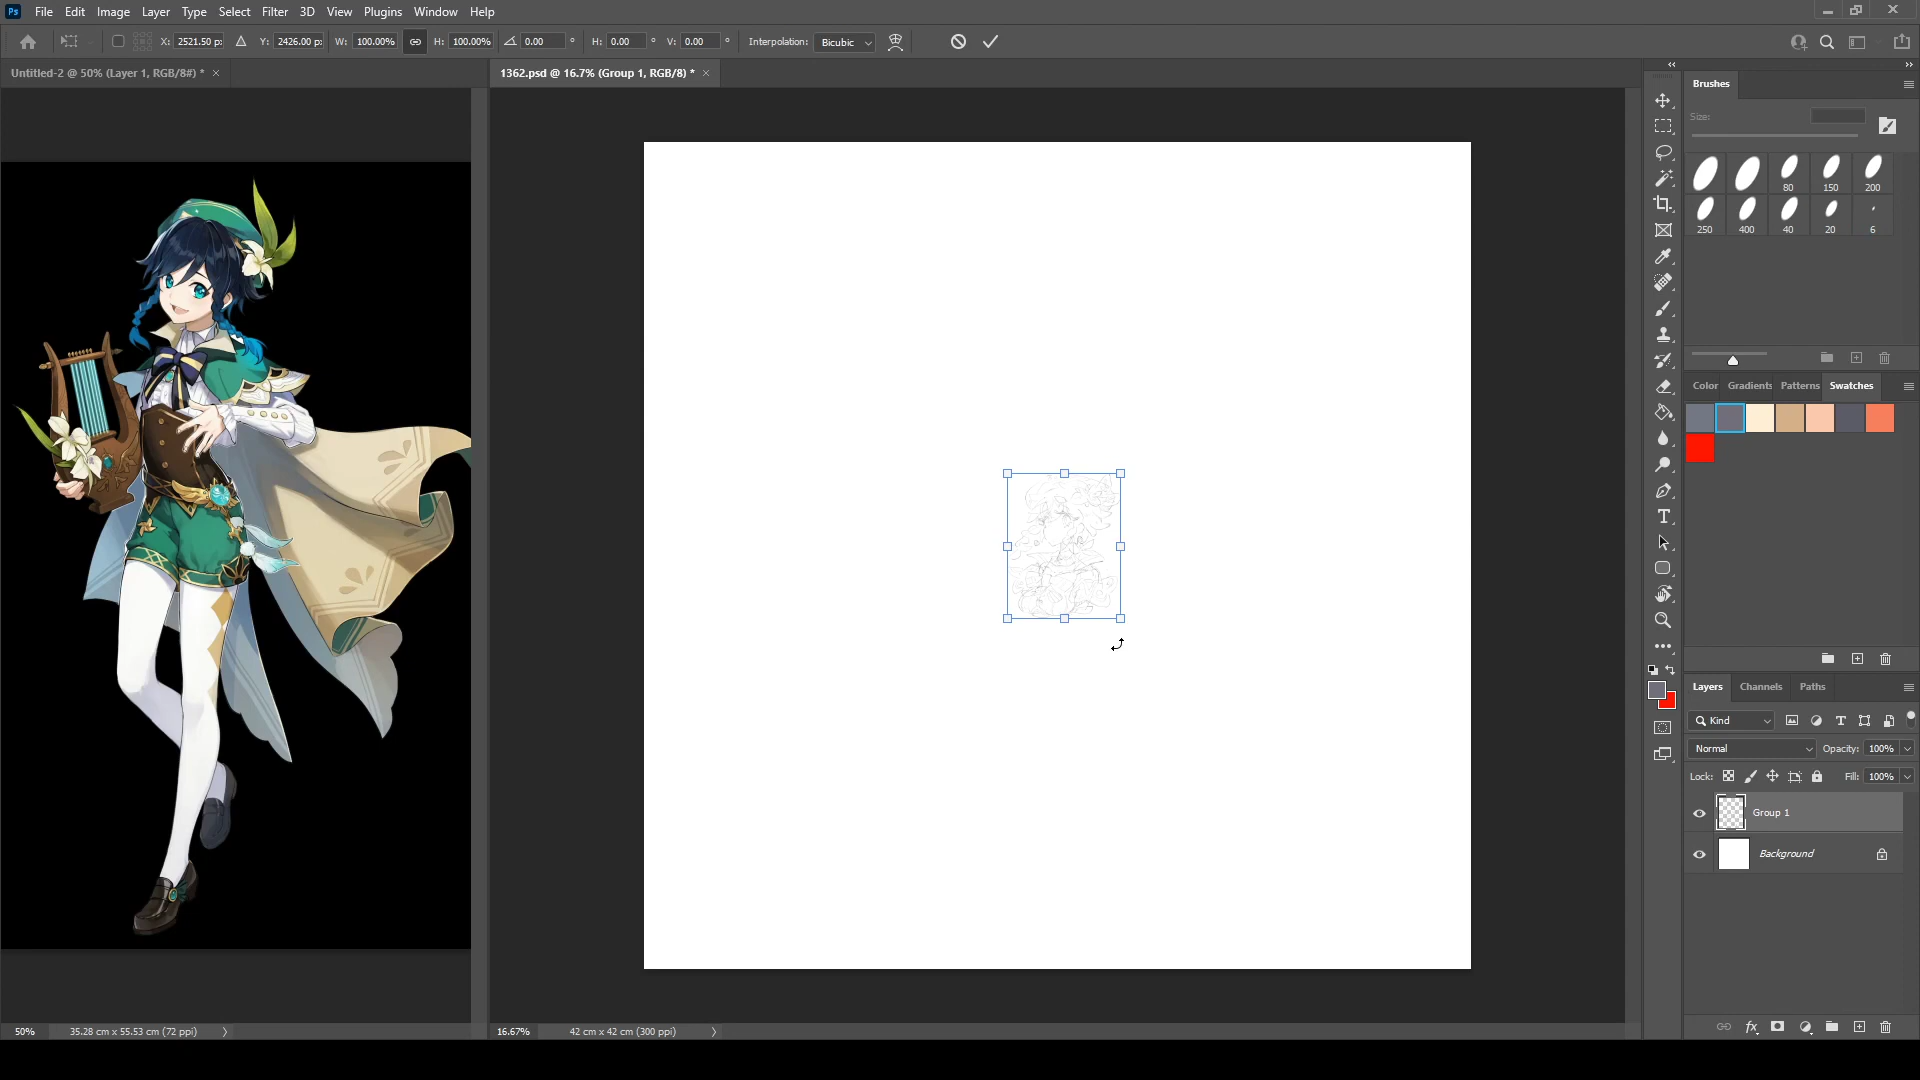 Ps File Edit Image Layer Type Select Filter 3D View Plugins Window Help
X: 2521.50 p: Y: 2426.00 p: W: 100.00% H: 100.00% 0.00 ° H: 0.00 ° V: 0.00 ° Interpolation: Bicubic
Untitled-2 @ 50% (Layer 1, RGB/8#) * ×
1362.psd @ 16.7% (Group 1, RGB/8) * ×
Brushes
Size:
80 150 200
250 400 40 20 6
Color Gradients Patterns Swatches
Layers Channels Paths
Kind
Normal Opacity: 100%
Lock: Fill: 100%
Group 1
Background
fx
50% 35.28 cm x 55.53 cm (72 ppi)
16.67% 42 cm x 42 cm (300 ppi)